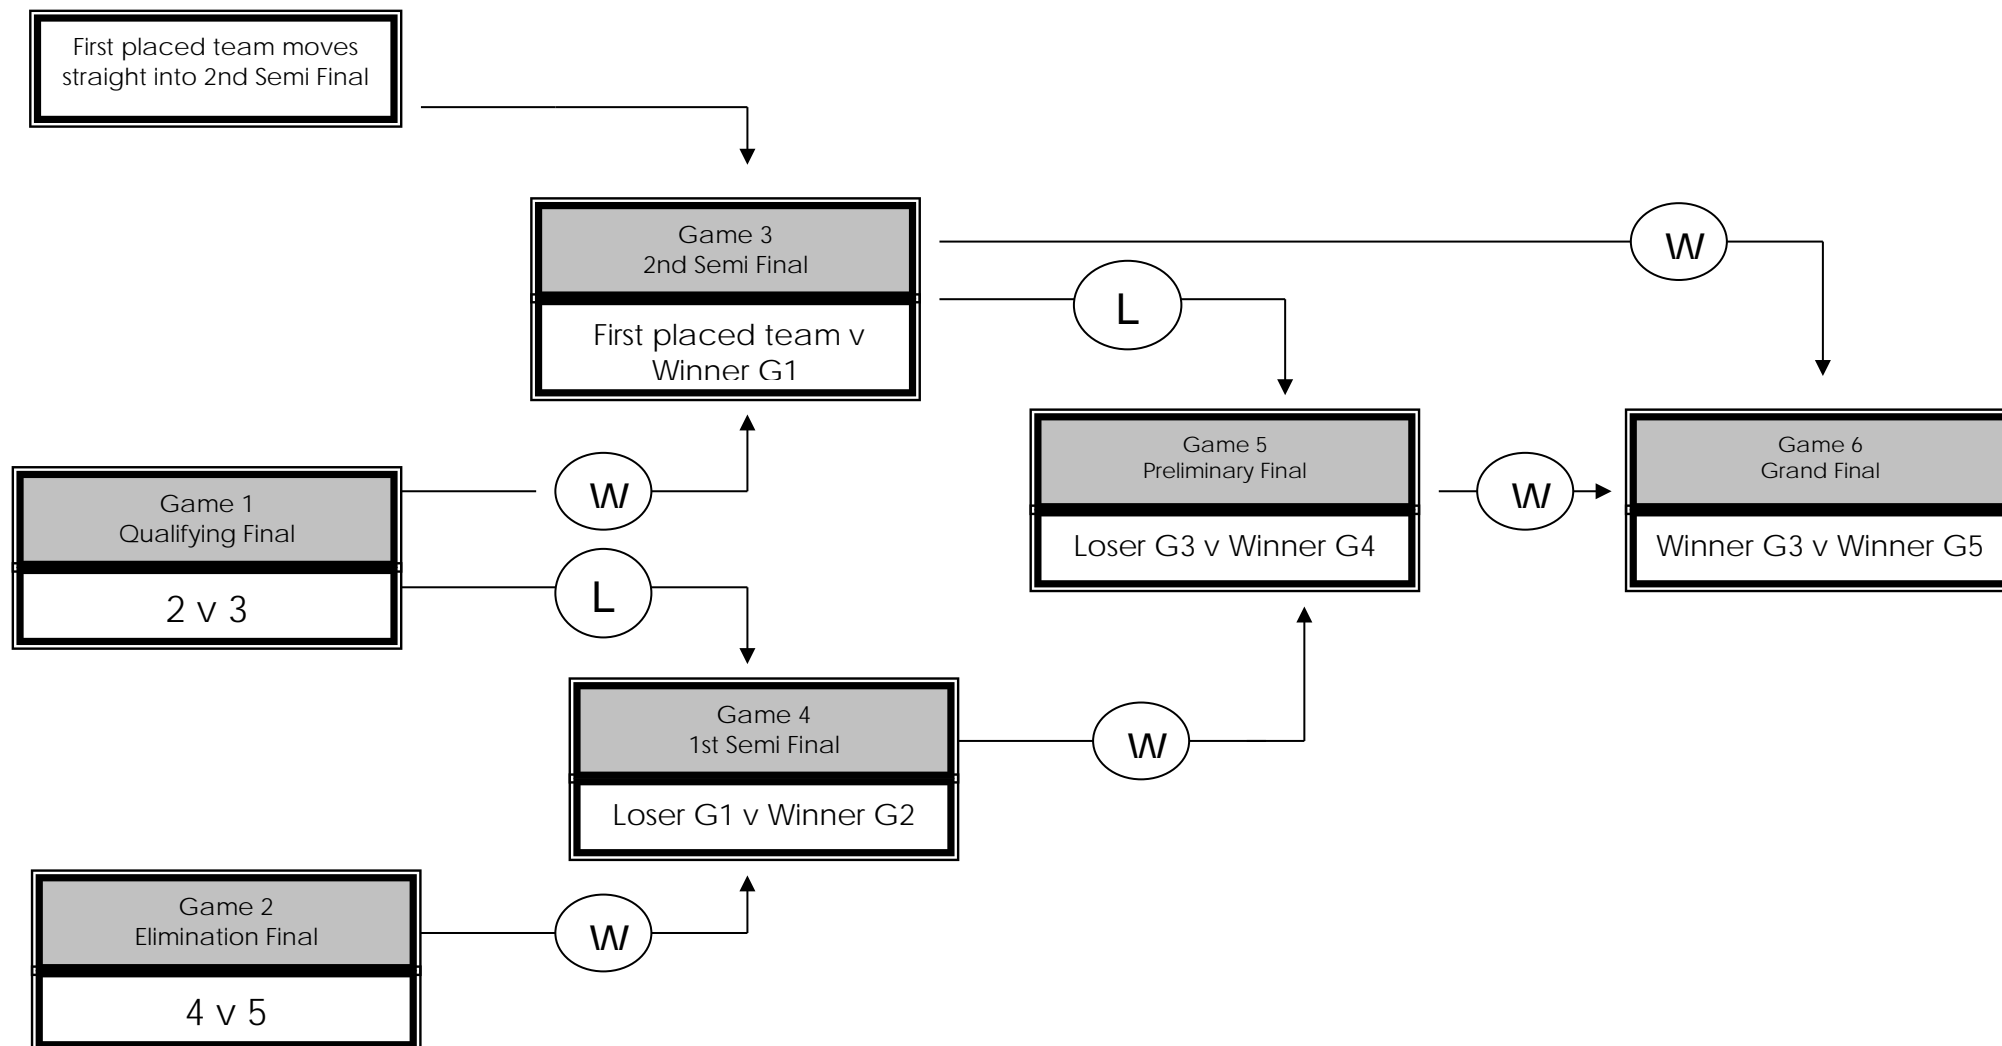 First placed team moves
straight into 2nd Semi Final
Game 3
2nd Semi Final
First placed team v
Winner G1
W
L
Game 1
Qualifying Final
2 v 3
W
L
Game 5
Preliminary Final
Loser G3 v Winner G4
W
Game 6
Grand Final
Winner G3 v Winner G5
Game 4
1st Semi Final
Loser G1 v Winner G2
W
Game 2
Elimination Final
4 v 5
W